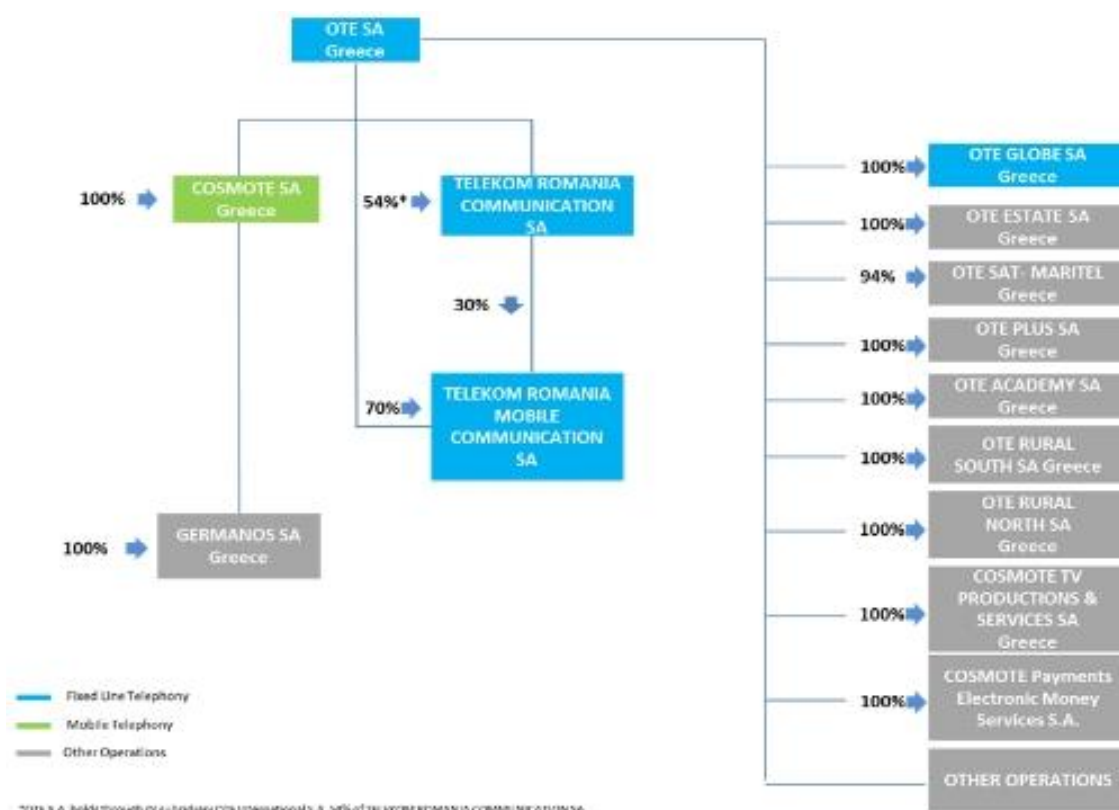 OTE SA
Greece
100%
COSMOTE SA
Greece
54%*
TELEKOM ROMANIA
COMMUNICATION
SA
30%
70%
TELEKOM ROMANIA
MOBILE
COMMUNICATION
SA
100%
GERMANOS SA
Greece
100%
OTE GLOBE SA
Greece
100%
OTE ESTATE SA
Greece
94%
OTE SAT- MARITEL
Greece
100%
OTE PLUS SA
Greece
100%
OTE ACADEMY SA
Greece
100%
OTE RURAL
SOUTH SA Greece
100%
OTE RURAL
NORTH SA
Greece
100%
COSMOTE TV
PRODUCTIONS &
SERVICES SA
Greece
100%
COSMOTE Payments
Electronic Money
Services S.A.
OTHER OPERATIONS
Fixed Line Telephony
Mobile Telephony
Other Operations